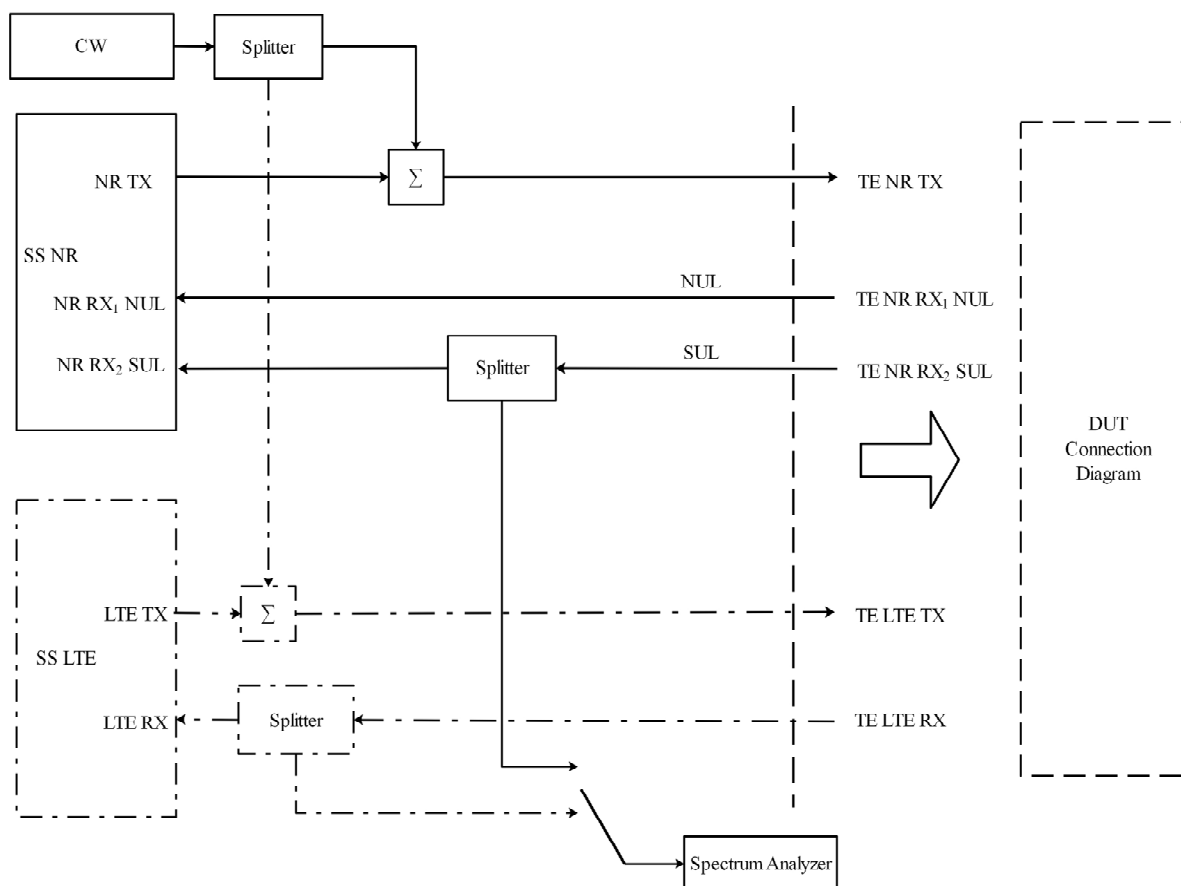 CW
Splitter
NR TX
∑
TE NR TX
SS NR
NUL
NR RX₁ NUL
TE NR RX₁ NUL
SUL
NR RX₂ SUL
Splitter
TE NR RX₂ SUL
DUT
Connection
Diagram
LTE TX
∑
TE LTE TX
SS LTE
LTE RX
Splitter
TE LTE RX
Spectrum Analyzer